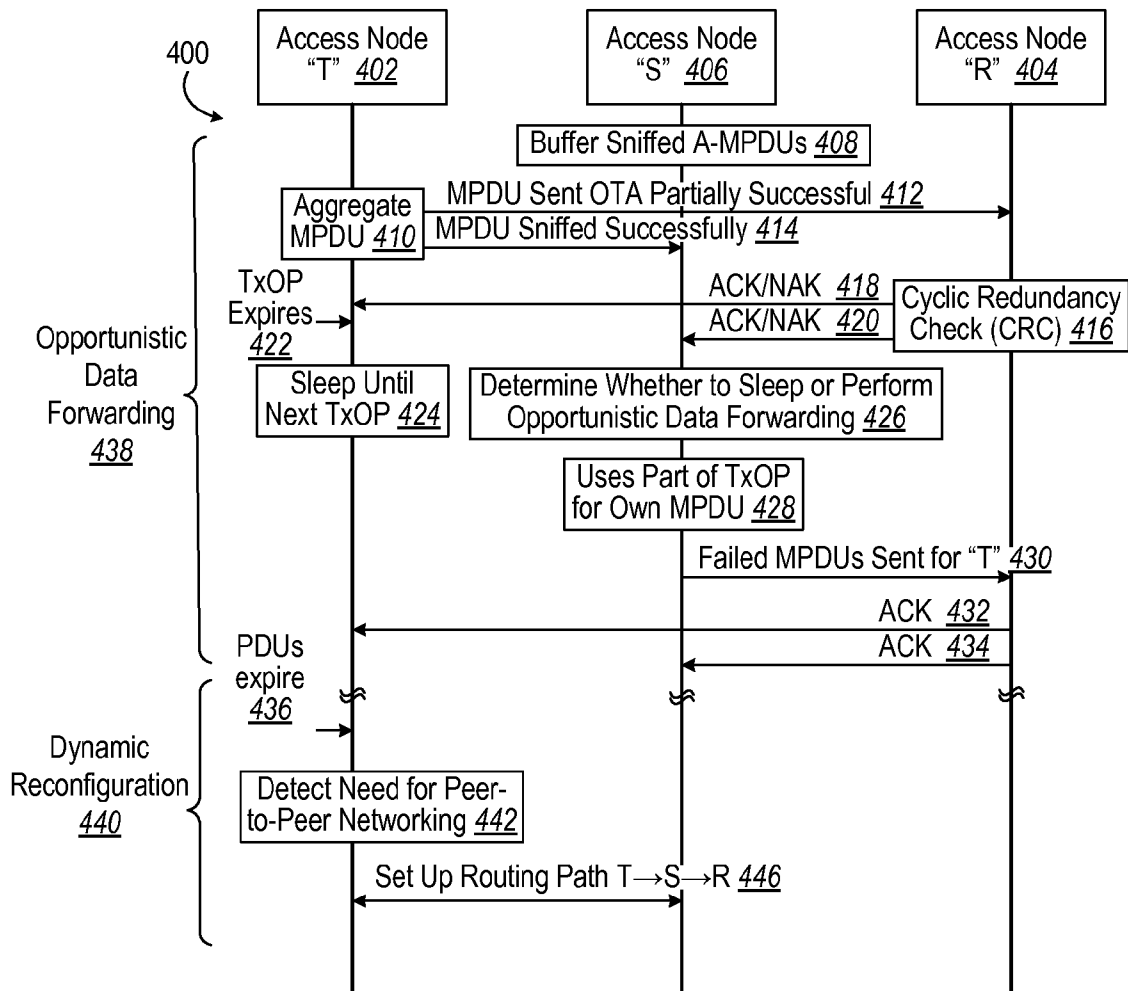 400
Access Node
"T" 402
Access Node
"S" 406
Access Node
"R" 404
Buffer Sniffed A-MPDUs 408
Aggregate
MPDU 410
MPDU Sent OTA Partially Successful 412
MPDU Sniffed Successfully 414
TxOP
Expires
422
ACK/NAK 418
ACK/NAK 420
Cyclic Redundancy
Check (CRC) 416
Opportunistic
Data
Forwarding
438
Sleep Until
Next TxOP 424
Determine Whether to Sleep or Perform
Opportunistic Data Forwarding 426
Uses Part of TxOP
for Own MPDU 428
Failed MPDUs Sent for "T" 430
ACK 432
ACK 434
PDUs
expire
436
Dynamic
Reconfiguration
440
Detect Need for Peer-
to-Peer Networking 442
Set Up Routing Path T→S→R 446